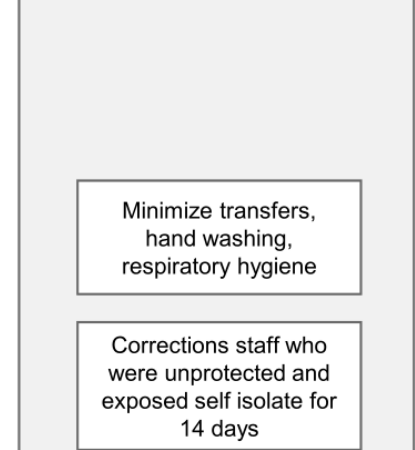 Minimize transfers,
hand washing,
respiratory hygiene
Corrections staff who
were unprotected and
exposed self isolate for
14 days